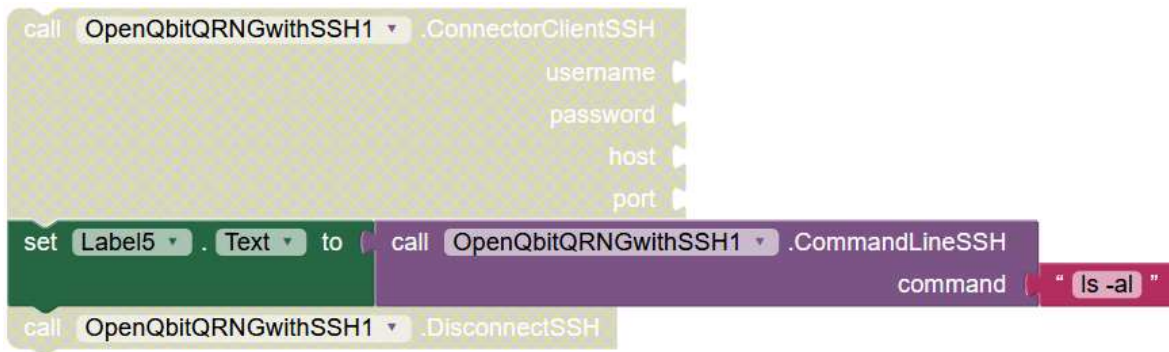 call OpenQbitQRNGwithSSH1 .ConnectorClientSSH
username
password
host
port
set Label5 . Text to call OpenQbitQRNGwithSSH1 .CommandLineSSH
command " ls -al "
call OpenQbitQRNGwithSSH1 .DisconnectSSH